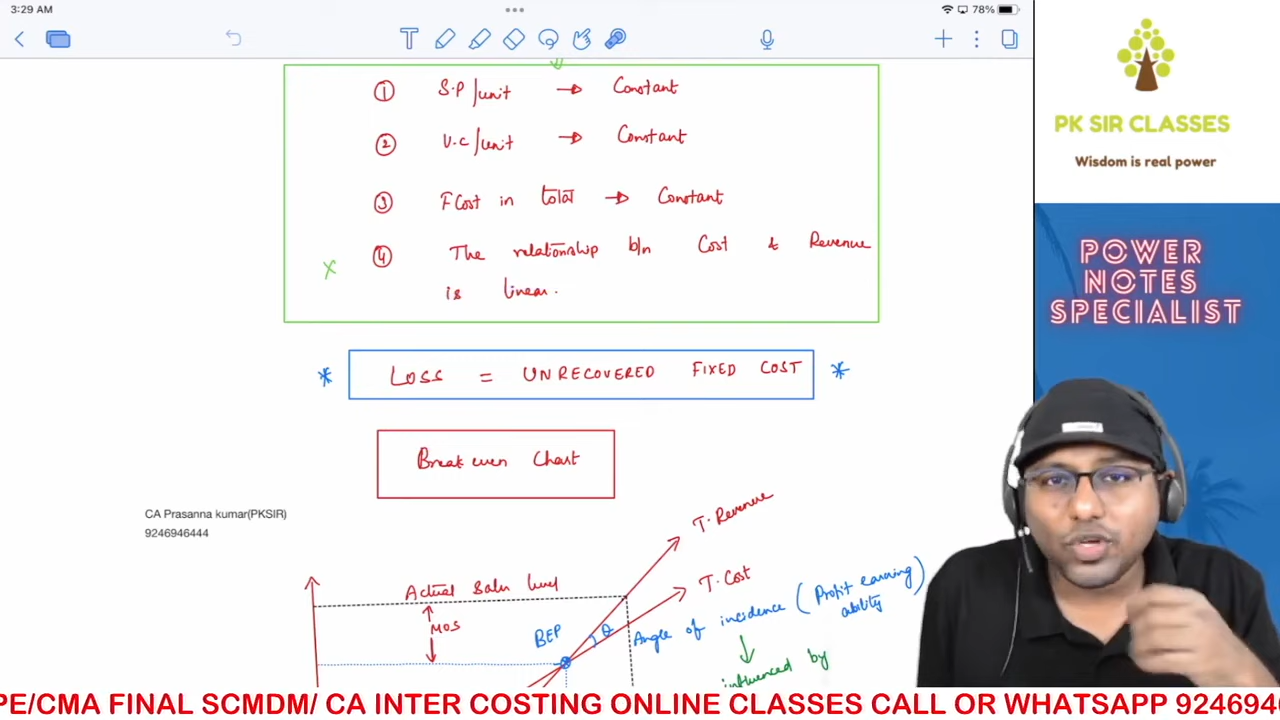 3:29 AM
78%
① S.P/unit → Constant
② V.C/unit → Constant
③ FCost in total → Constant
④ The relationship b/n Cost & Revenue
is linear.
* LOSS = UNRECOVERED FIXED COST *
Break even Chart
CA Prasanna kumar(PKSIR)
9246946444
T. Revenue
T. Cost
Actual Sales level
MOS
BEP
θ
Angle of incidence (Profit earning
ability)
influenced by
PK SIR CLASSES
Wisdom is real power
POWER
NOTES
SPECIALIST
PE/CMA FINAL SCMDM/ CA INTER COSTING ONLINE CLASSES CALL OR WHATSAPP 924694